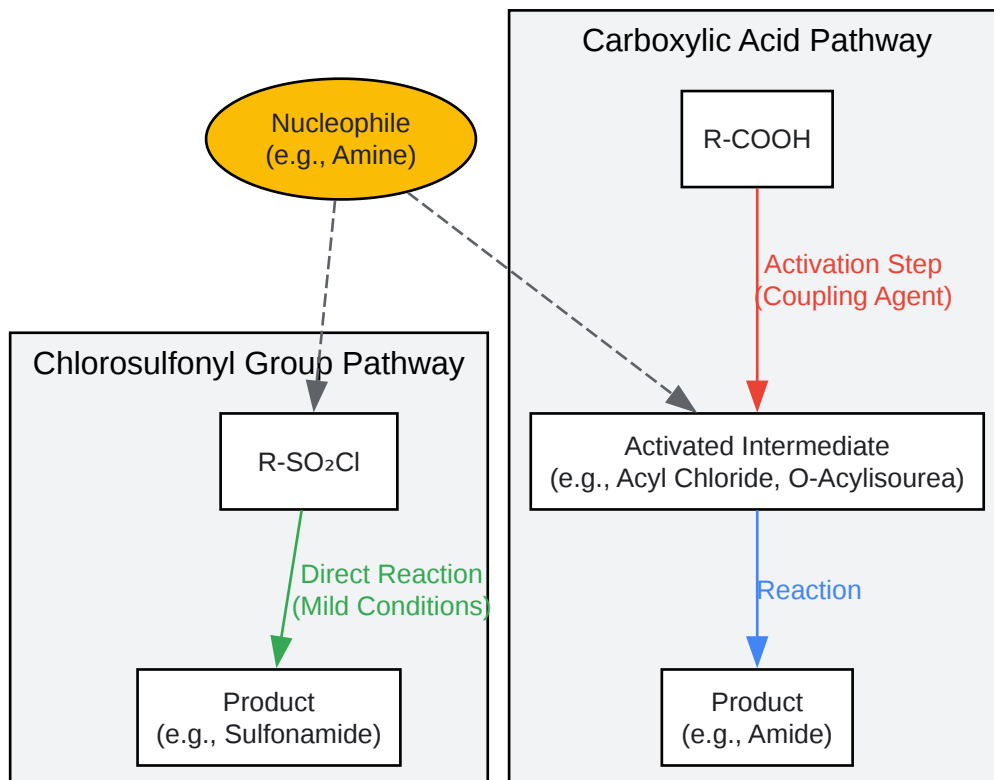 Carboxylic Acid Pathway
Nucleophile
(e.g., Amine)
R-COOH
Activation Step
(Coupling Agent)
Chlorosulfonyl Group Pathway
R-SO₂Cl
Activated Intermediate
(e.g., Acyl Chloride, O-Acylisourea)
Direct Reaction
(Mild Conditions)
Reaction
Product
(e.g., Sulfonamide)
Product
(e.g., Amide)